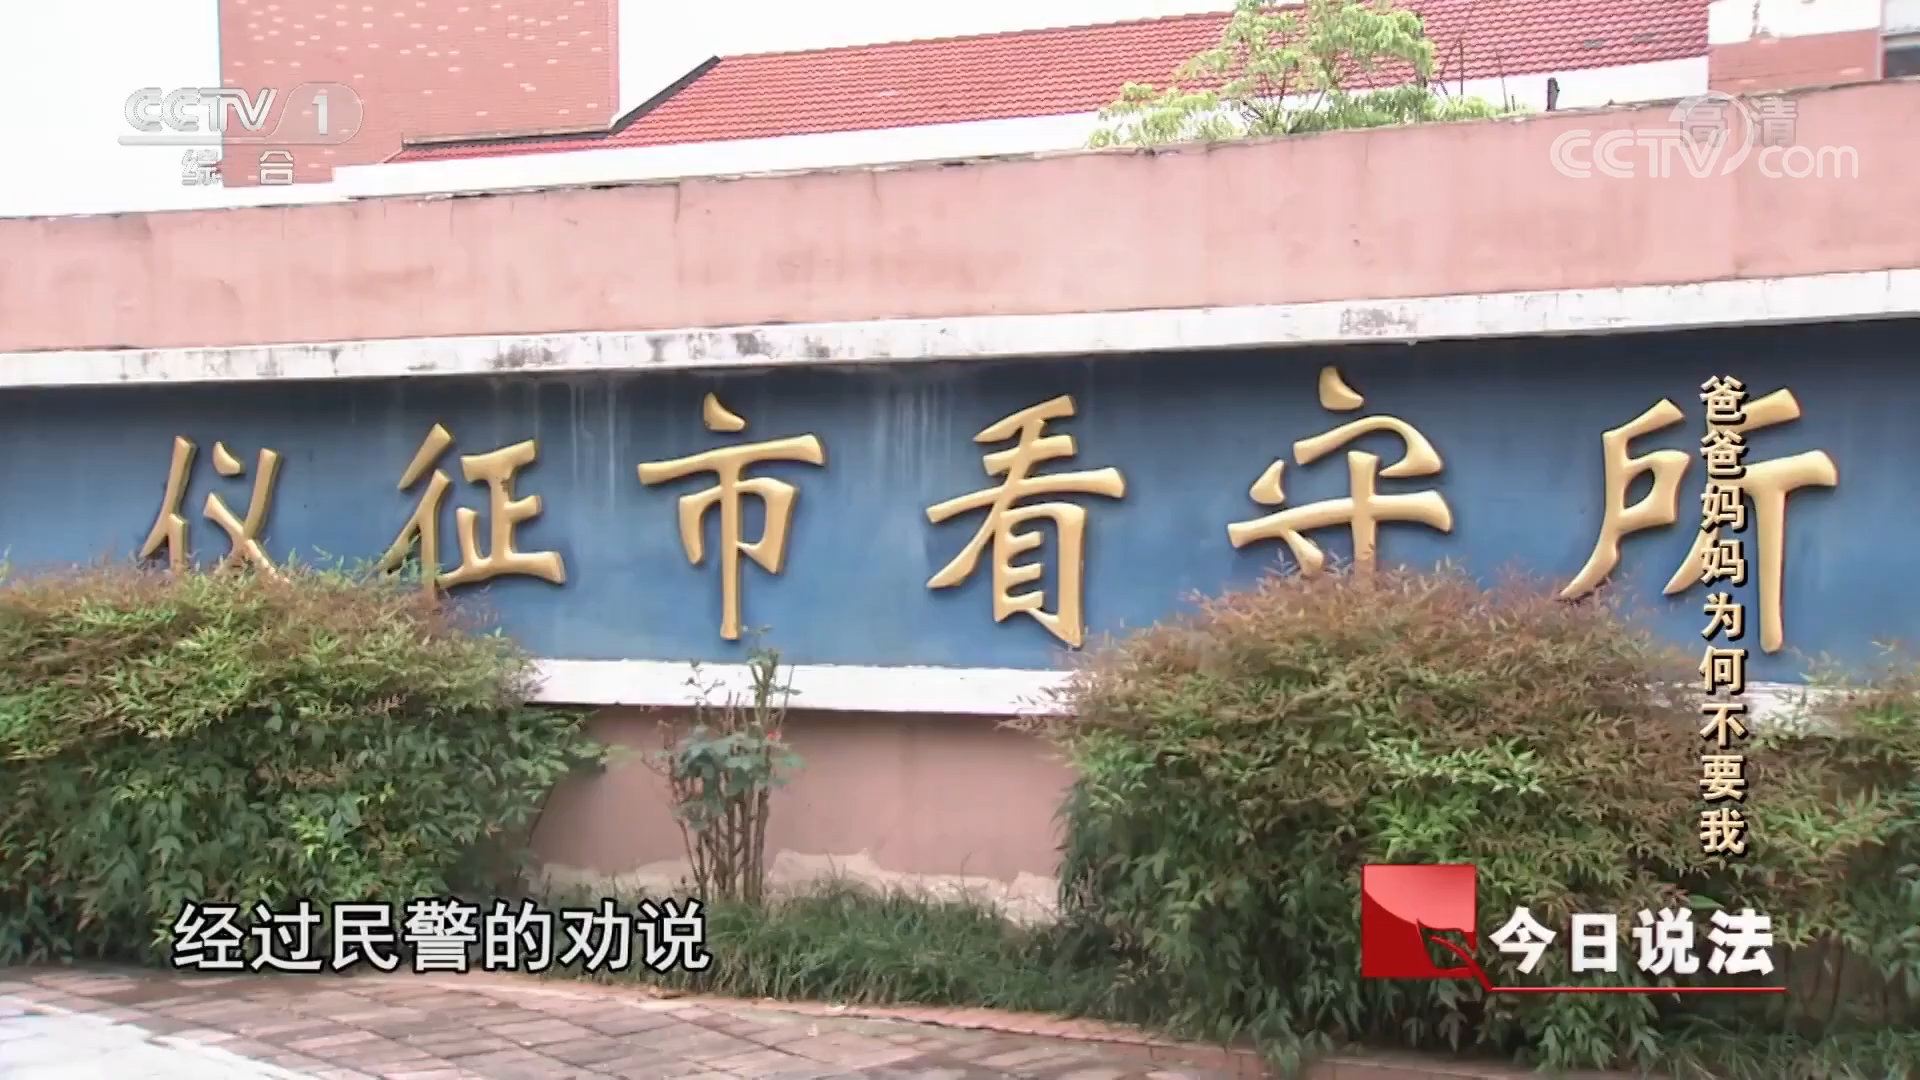 CCTV 1
综合
高清
CCTV.com
仪征市看守所
爸爸妈妈为何不要我
经过民警的劝说
今日说法